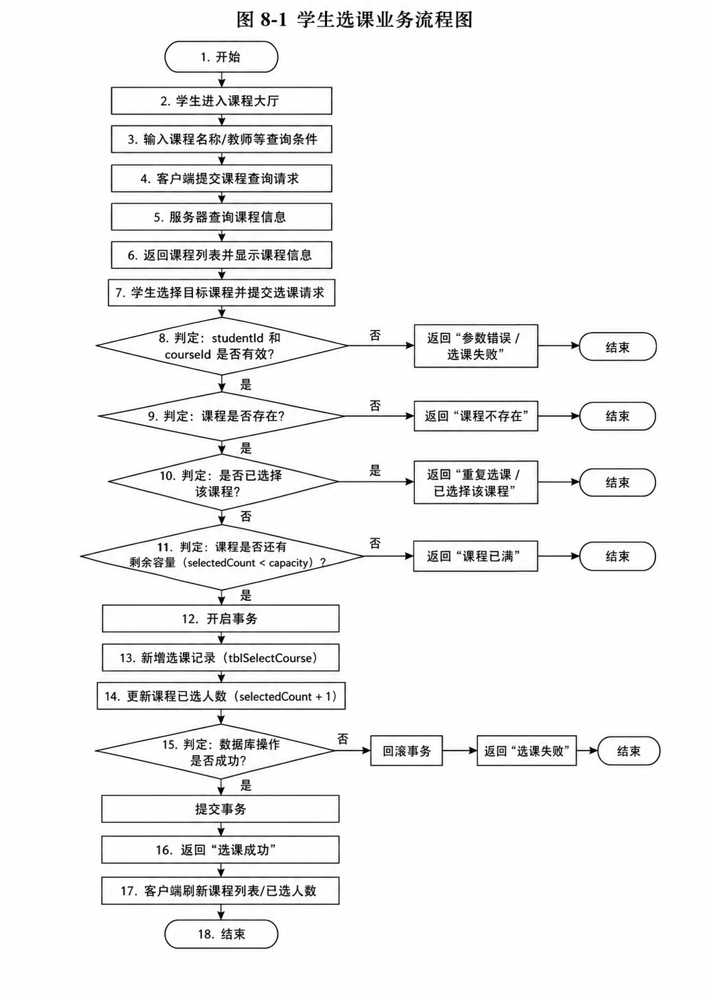 图 8-1 学生选课业务流程图
1. 开始
2. 学生进入课程大厅
3. 输入课程名称/教师等查询条件
4. 客户端提交课程查询请求
5. 服务器查询课程信息
6. 返回课程列表并显示课程信息
7. 学生选择目标课程并提交选课请求
8. 判定：studentId 和
courseId 是否有效？
否
返回“参数错误 /
选课失败”
结束
是
9. 判定：课程是否存在？
否
返回“课程不存在”
结束
是
10. 判定：是否已选择
该课程？
是
返回“重复选课 /
已选择该课程”
结束
否
11. 判定：课程是否还有
剩余容量（selectedCount < capacity）？
否
返回“课程已满”
结束
是
12. 开启事务
13. 新增选课记录（tblSelectCourse）
14. 更新课程已选人数（selectedCount + 1）
15. 判定：数据库操作
是否成功？
否
回滚事务
返回“选课失败”
结束
是
提交事务
16. 返回“选课成功”
17. 客户端刷新课程列表/已选人数
18. 结束